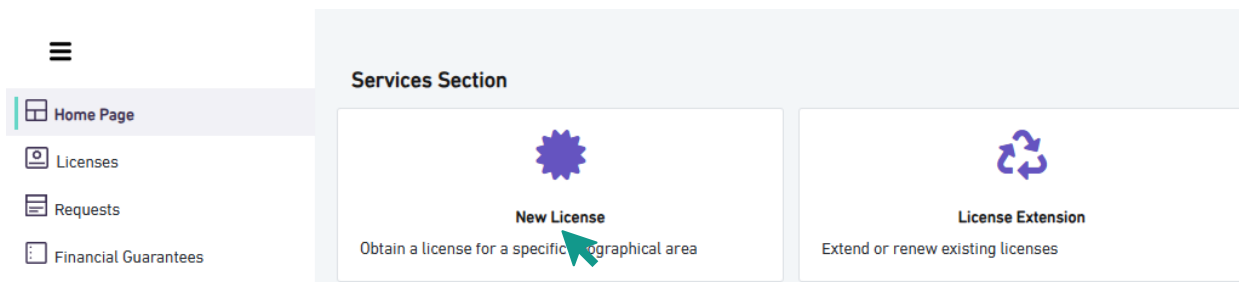 Services Section
Home Page
Licenses
Requests
Financial Guarantees
New License
Obtain a license for a specific
area
License Extension
Extend or renew existing licenses